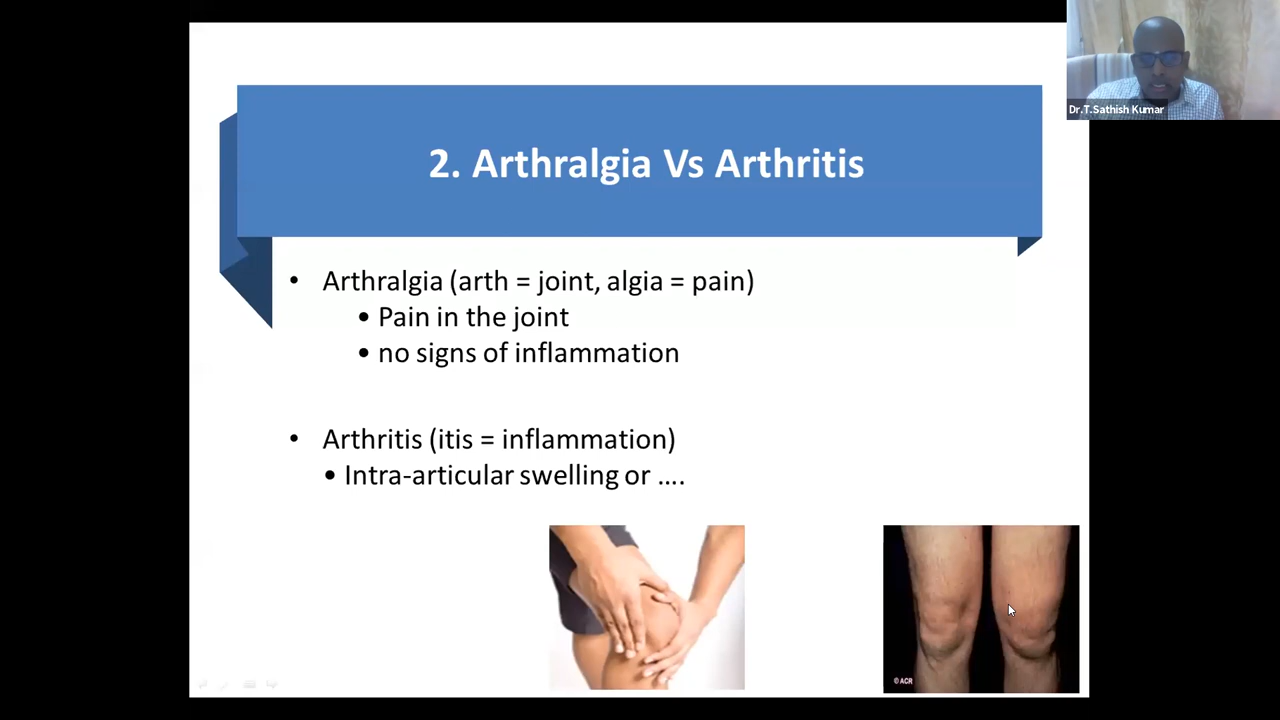 Dr.T.Sathish Kumar
2. Arthralgia Vs Arthritis
• Arthralgia (arth = joint, algia = pain)
• Pain in the joint
• no signs of inflammation
• Arthritis (itis = inflammation)
• Intra-articular swelling or ....
© ACR